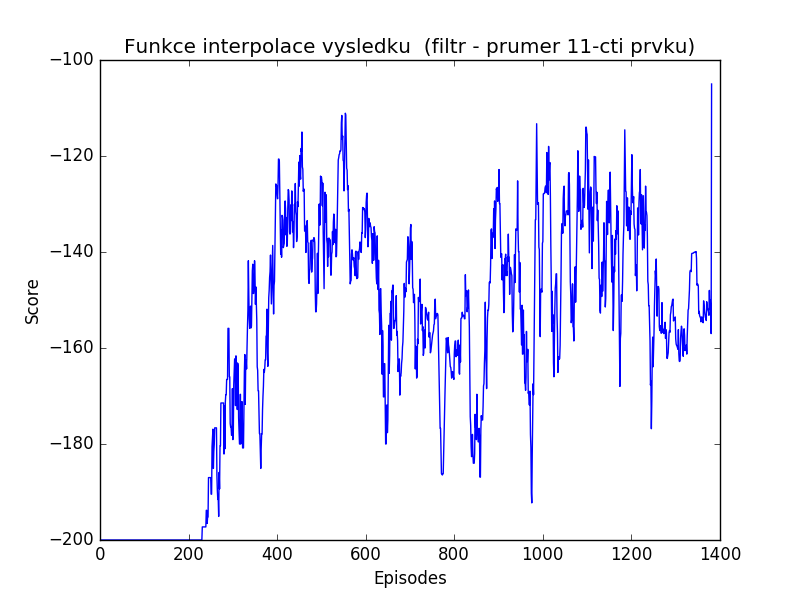 Funkce interpolace vysledku  (filtr - prumer 11-cti prvku)
−100
−120
−140
−160
−180
−200
Score
0 200 400 600 800 1000 1200 1400
Episodes